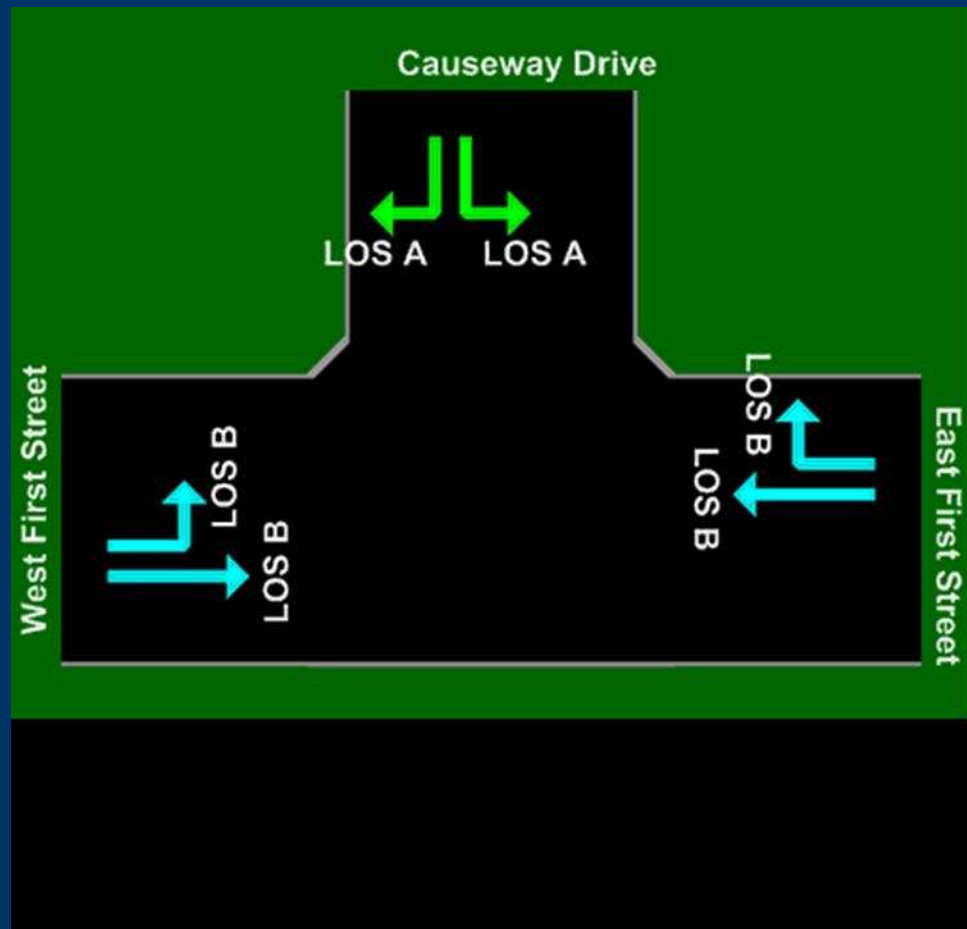 Causeway Drive
LOS A
LOS A
West First Street
LOS B
LOS B
LOS B
LOS B
East First Street